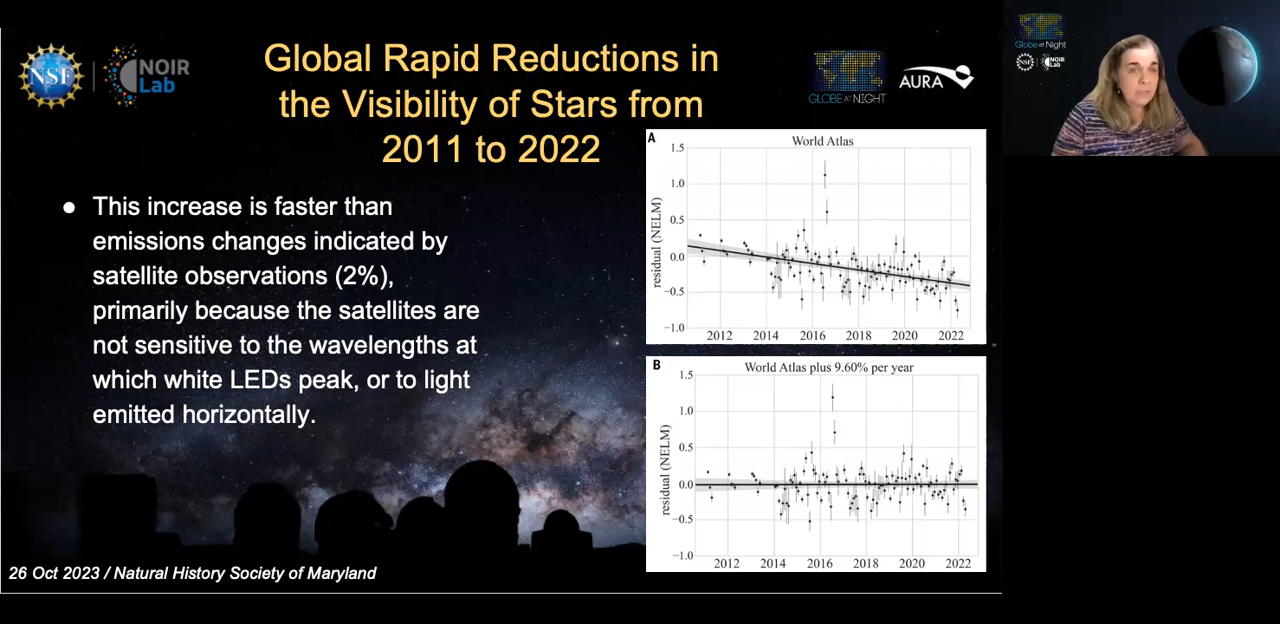 Global Rapid Reductions in
the Visibility of Stars from
2011 to 2022
NSF
NOIR
Lab
GLOBE AT NIGHT
AURA
Globe at Night
NSF
NOIR
Lab
● This increase is faster than
emissions changes indicated by
satellite observations (2%),
primarily because the satellites are
not sensitive to the wavelengths at
which white LEDs peak, or to light
emitted horizontally.
A
World Atlas
residual (NELM)
1.5
1.0
0.5
0.0
−0.5
−1.0
2012 2014 2016 2018 2020 2022
B
World Atlas plus 9.60% per year
residual (NELM)
1.5
1.0
0.5
0.0
−0.5
−1.0
2012 2014 2016 2018 2020 2022
26 Oct 2023 / Natural History Society of Maryland